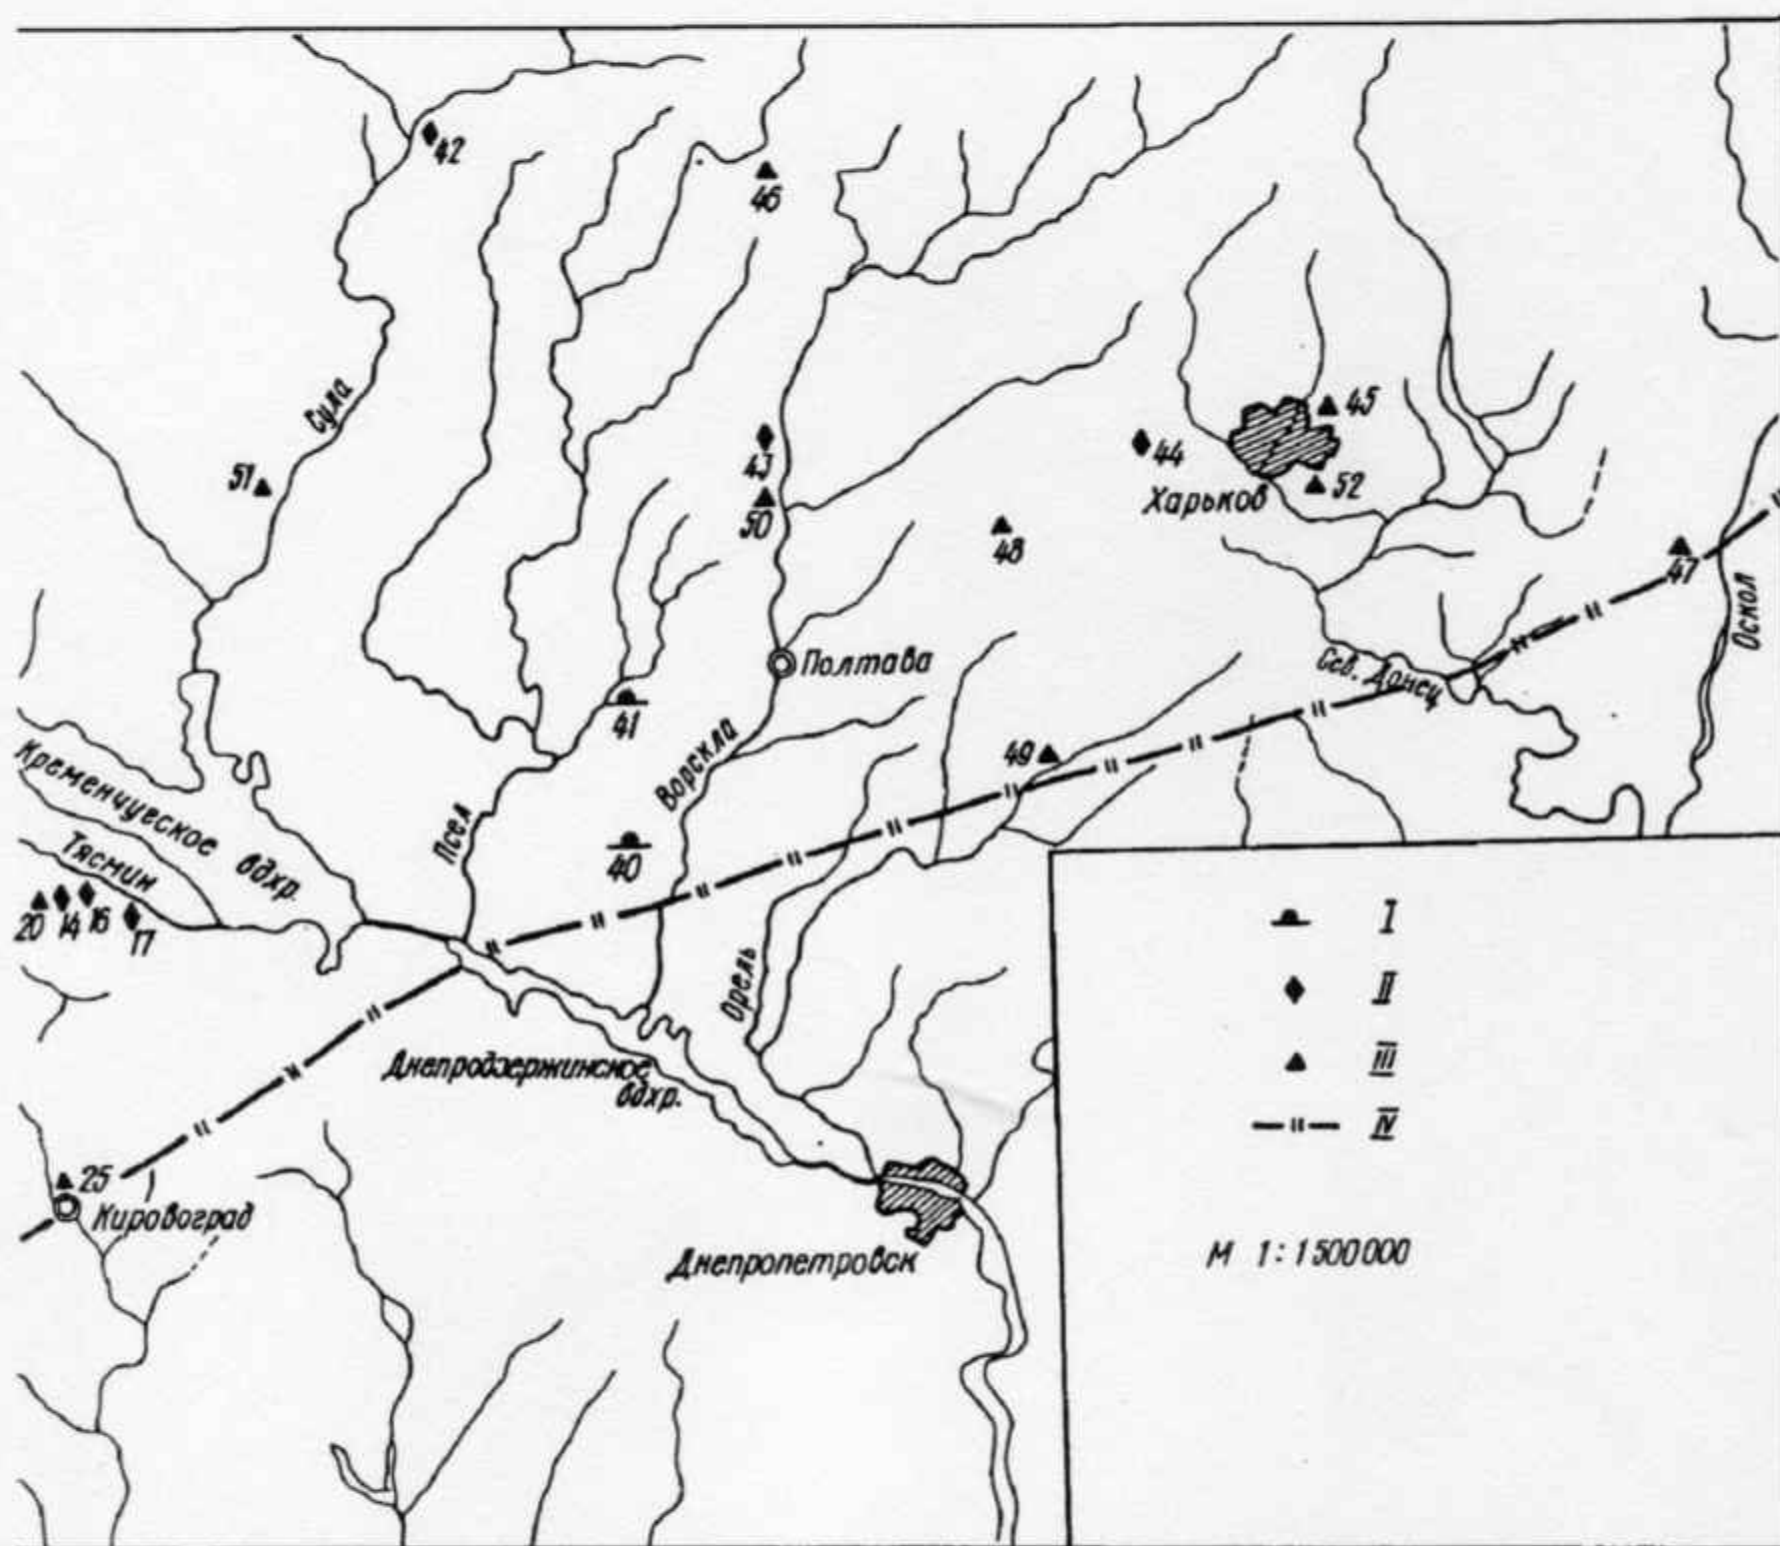 42
46
Сула
45
43
44
51
52
50
Харьков
48
47
Оскол
Полтава
Сев. Донец
41
Ворскла
49
Кременчугское вдхр.
Псел
Тясмин
40
20
14
16
17
I
II
Орель
III
Днепродзержинское
вдхр.
IV
25
Кировоград
Днепропетровск
М 1:1500000